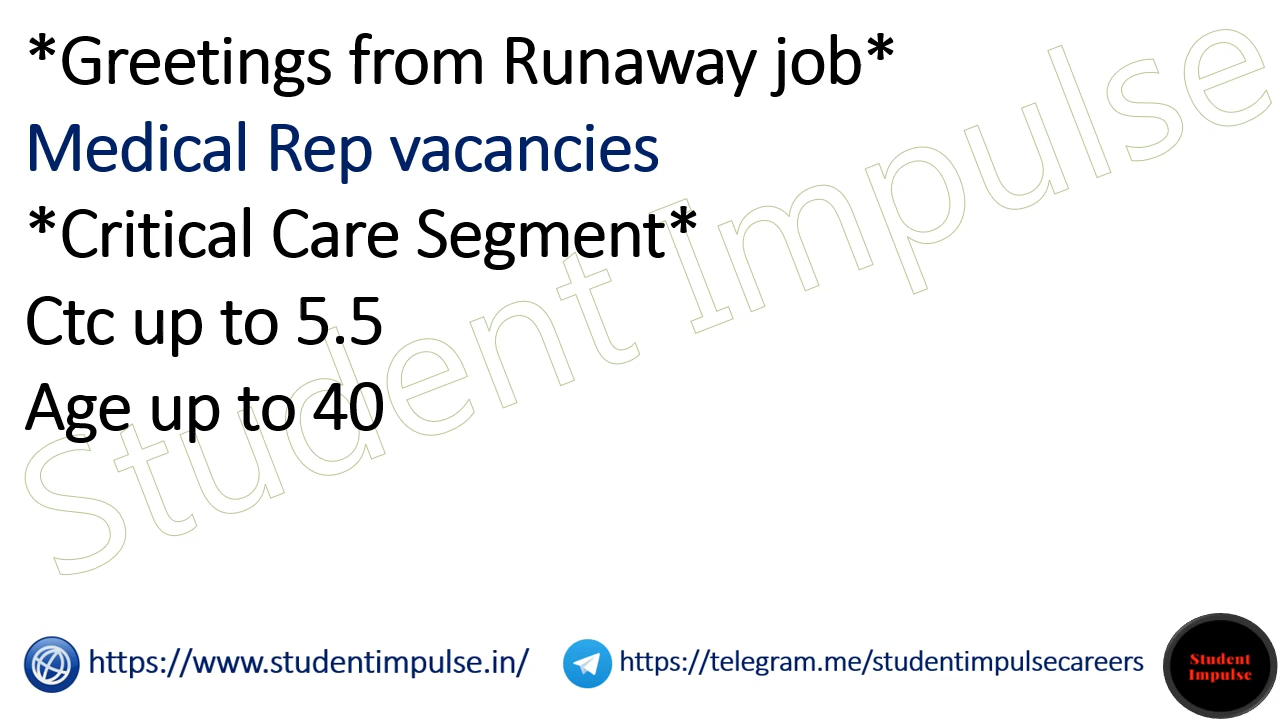 *Greetings from Runaway job*
Medical Rep vacancies
*Critical Care Segment*
Ctc up to 5.5
Age up to 40
Student Impulse
https://www.studentimpulse.in/
https://telegram.me/studentimpulsecareers
Student
Impulse